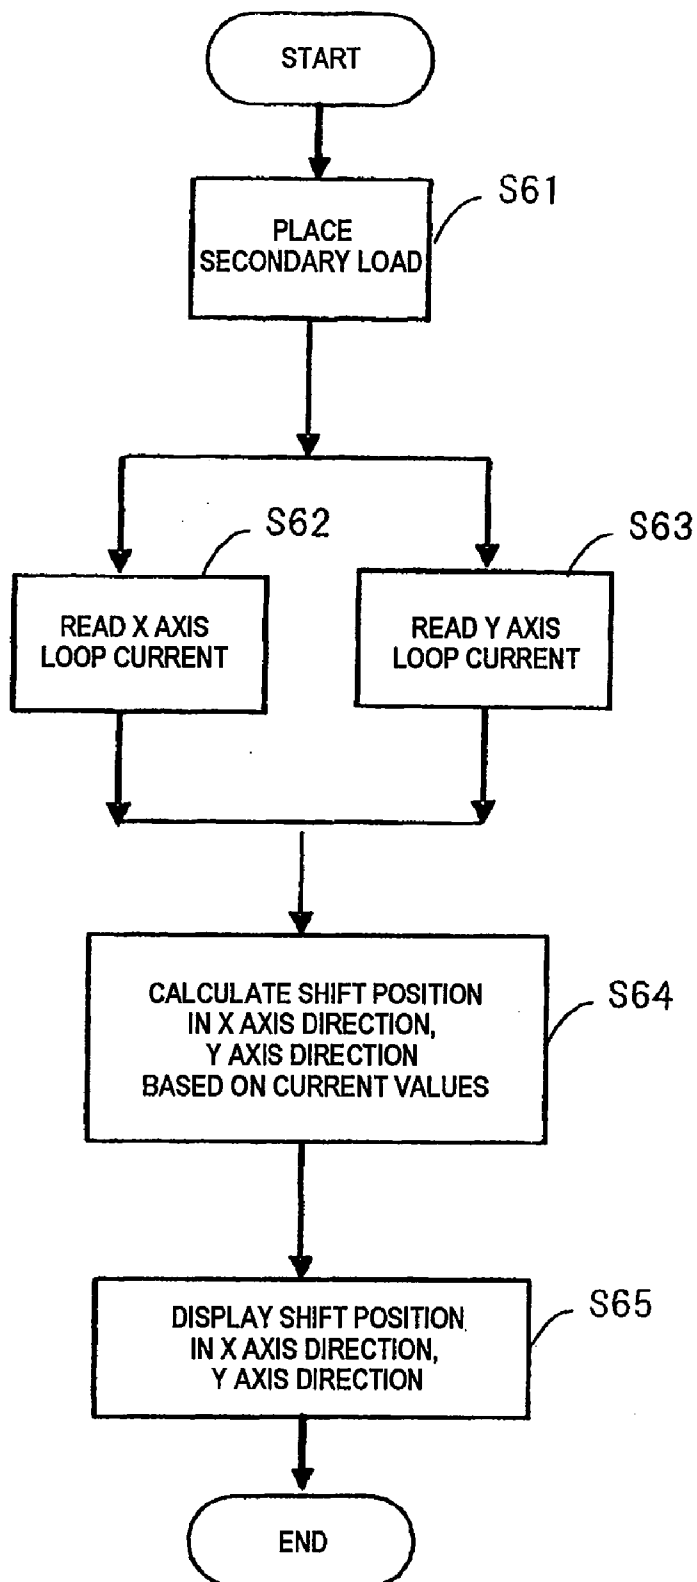 START
S61
PLACE
SECONDARY LOAD
S62
S63
READ X AXIS
LOOP CURRENT
READ Y AXIS
LOOP CURRENT
CALCULATE SHIFT POSITION
IN X AXIS DIRECTION,
Y AXIS DIRECTION
BASED ON CURRENT VALUES
S64
DISPLAY SHIFT POSITION
IN X AXIS DIRECTION,
Y AXIS DIRECTION
S65
END